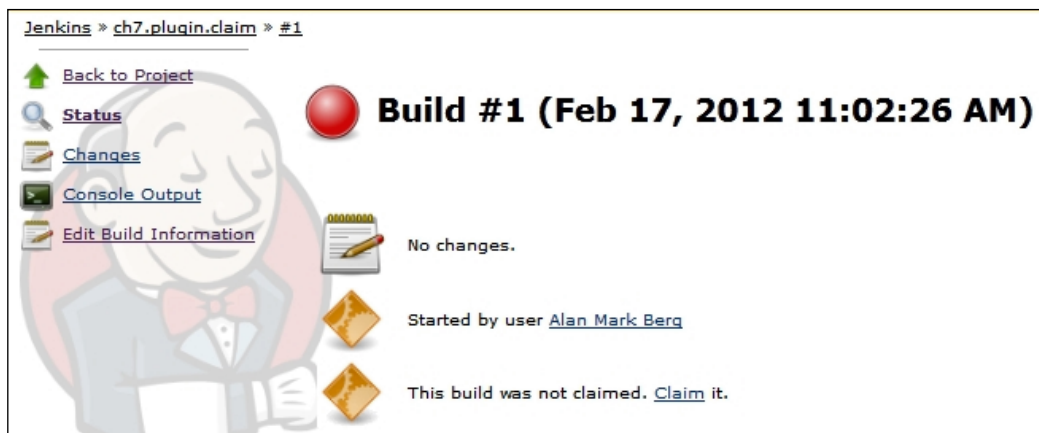 Jenkins » ch7.plugin.claim » #1
Back to Project
Status
Changes
Console Output
Edit Build Information
Build #1 (Feb 17, 2012 11:02:26 AM)
No changes.
Started by user Alan Mark Berg
This build was not claimed. Claim it.